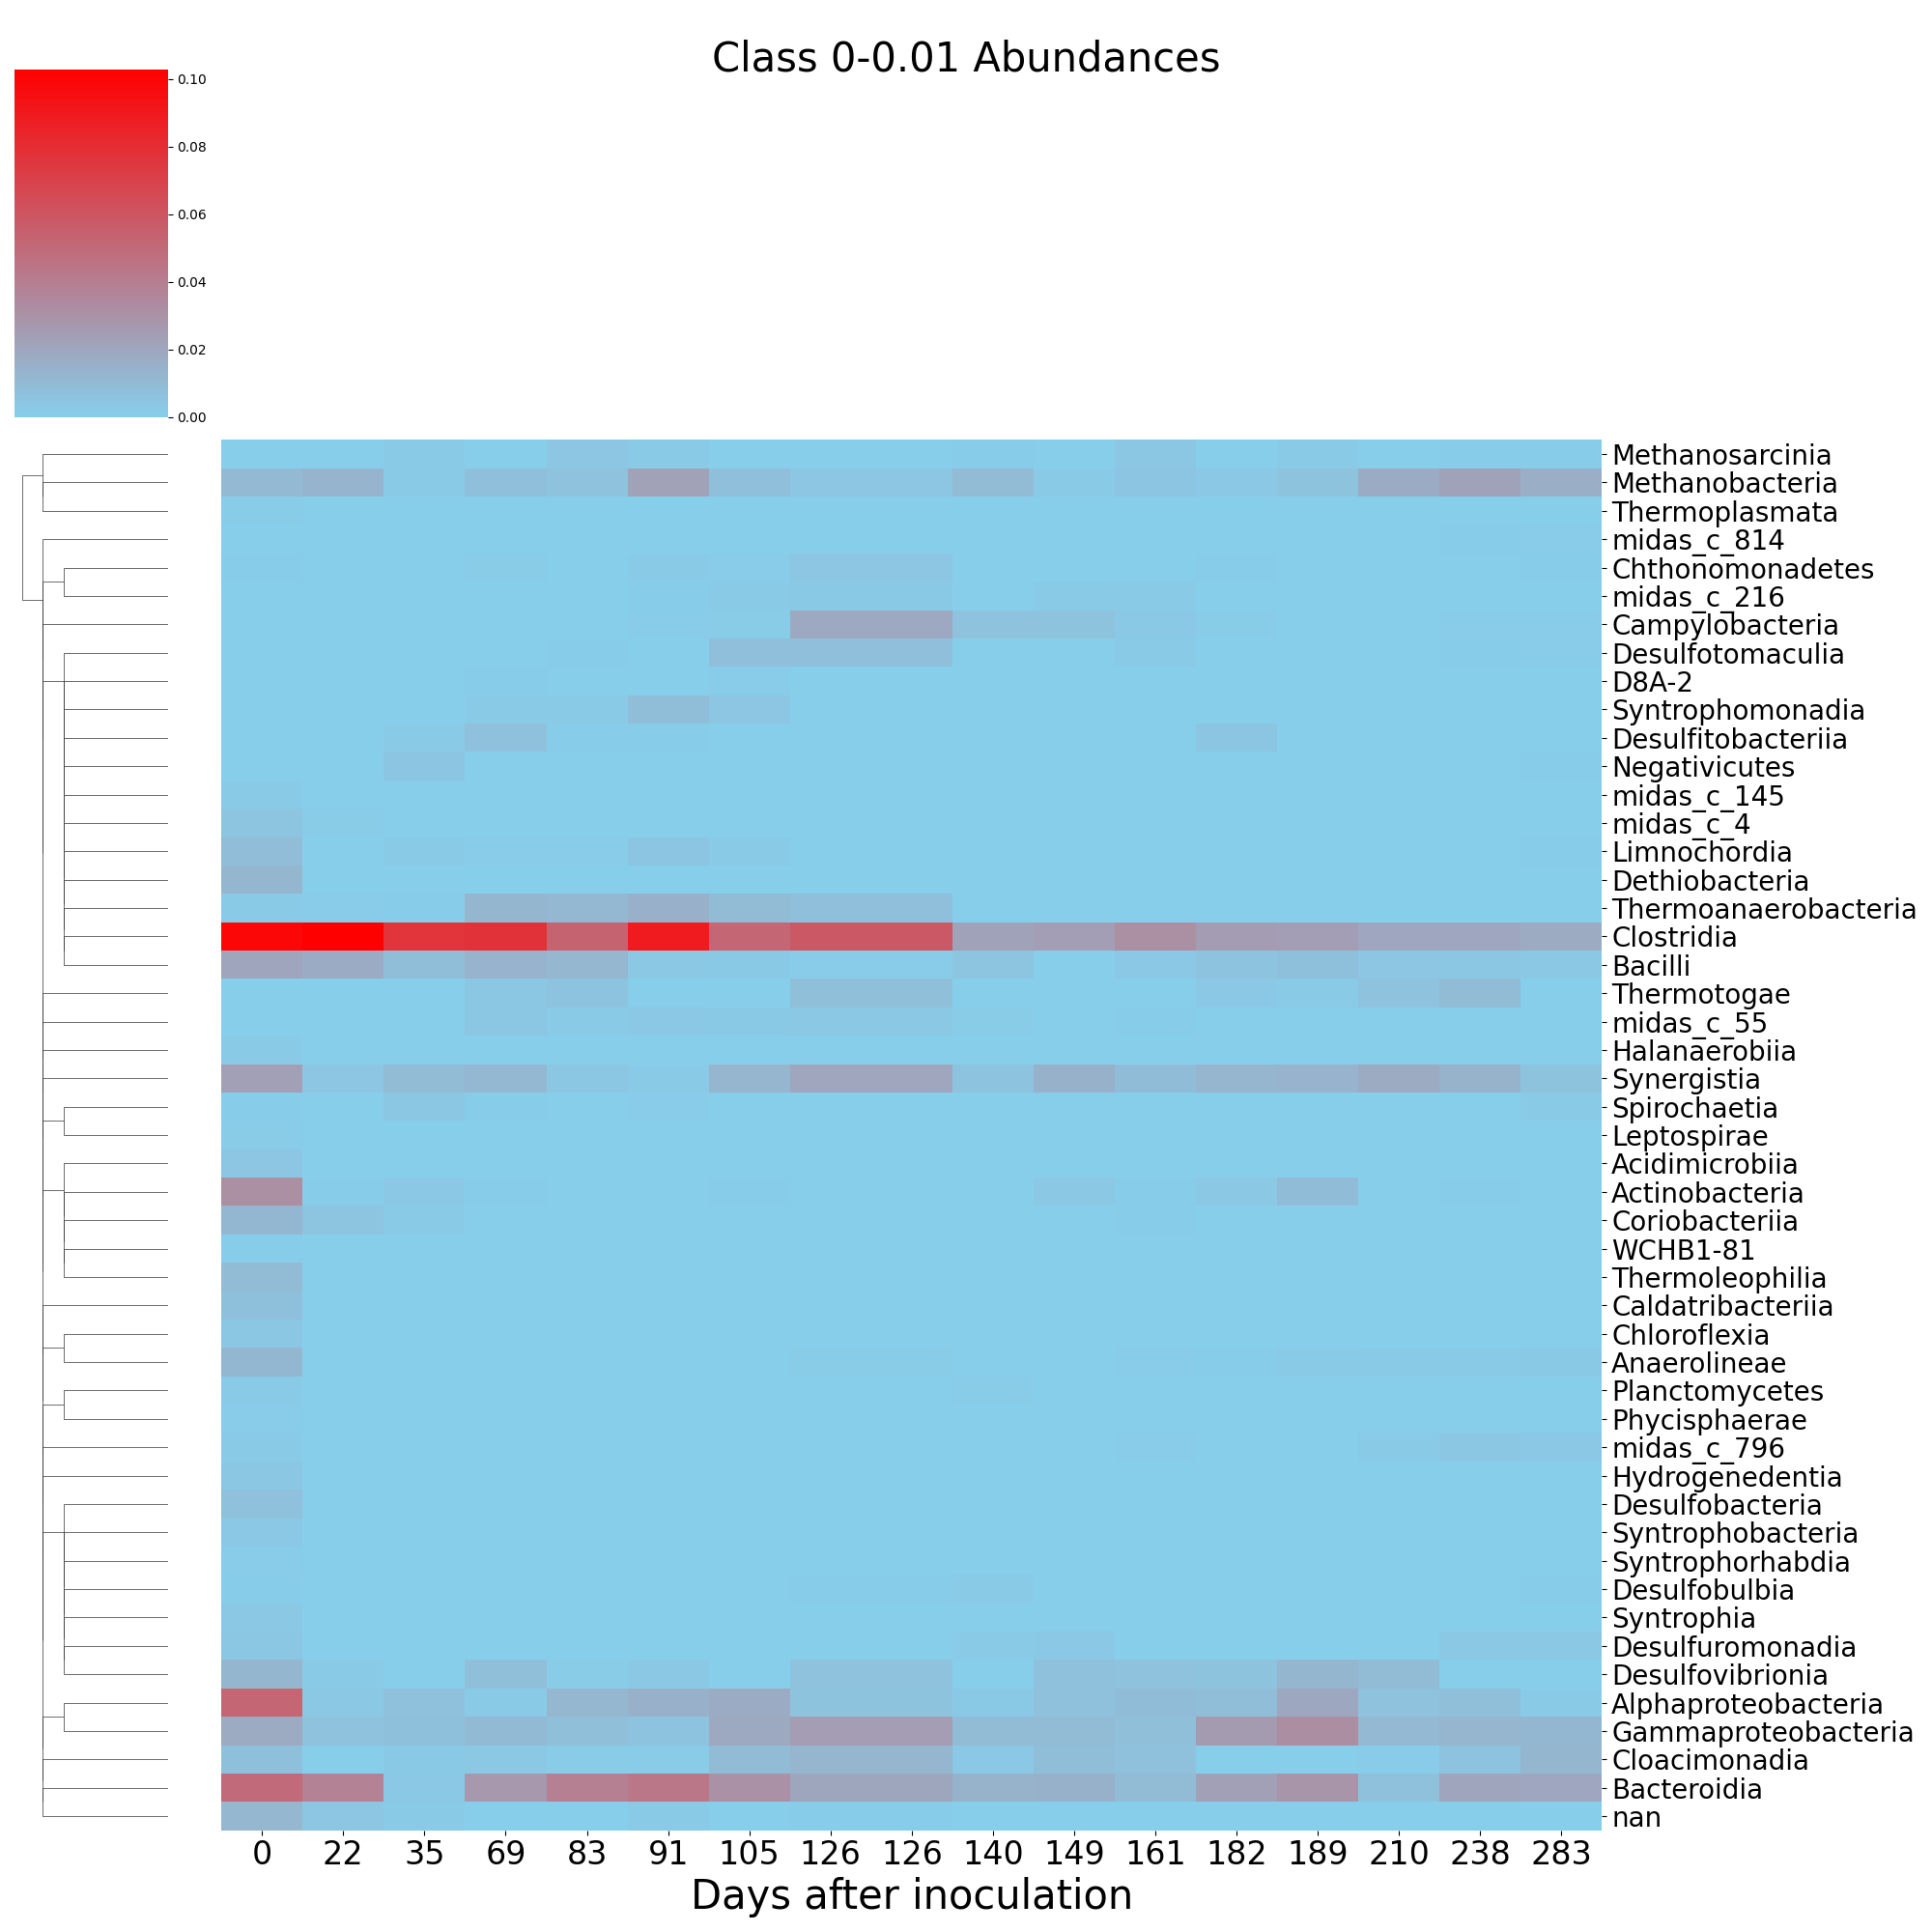 Class 0-0.01 Abundances
0.10
0.08
0.06
0.04
0.02
0.00
Methanosarcinia
Methanobacteria
Thermoplasmata
midas_c_814
Chthonomonadetes
midas_c_216
Campylobacteria
Desulfotomaculia
D8A-2
Syntrophomonadia
Desulfitobacteriia
Negativicutes
midas_c_145
midas_c_4
Limnochordia
Dethiobacteria
Thermoanaerobacteria
Clostridia
Bacilli
Thermotogae
midas_c_55
Halanaerobiia
Synergistia
Spirochaetia
Leptospirae
Acidimicrobiia
Actinobacteria
Coriobacteriia
WCHB1-81
Thermoleophilia
Caldatribacteriia
Chloroflexia
Anaerolineae
Planctomycetes
Phycisphaerae
midas_c_796
Hydrogenedentia
Desulfobacteria
Syntrophobacteria
Syntrophorhabdia
Desulfobulbia
Syntrophia
Desulfuromonadia
Desulfovibrionia
Alphaproteobacteria
Gammaproteobacteria
Cloacimonadia
Bacteroidia
nan
0 22 35 69 83 91 105 126 126 140 149 161 182 189 210 238 283
Days after inoculation